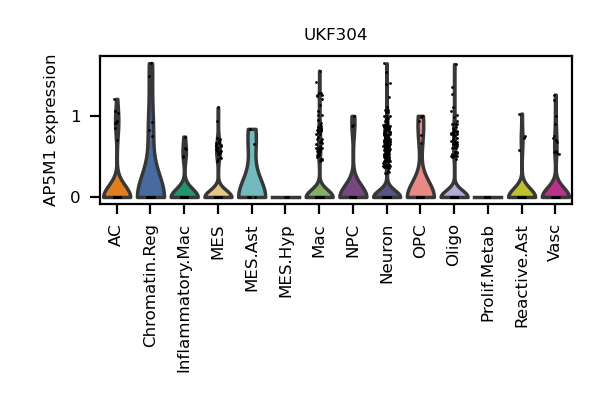 UKF304
AP5M1 expression
1
0
AC
Chromatin.Reg
Inflammatory.Mac
MES
MES.Ast
MES.Hyp
Mac
NPC
Neuron
OPC
Oligo
Prolif.Metab
Reactive.Ast
Vasc